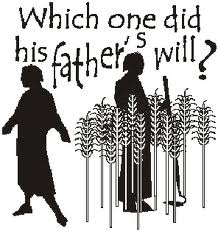 Which one did
his father's will?